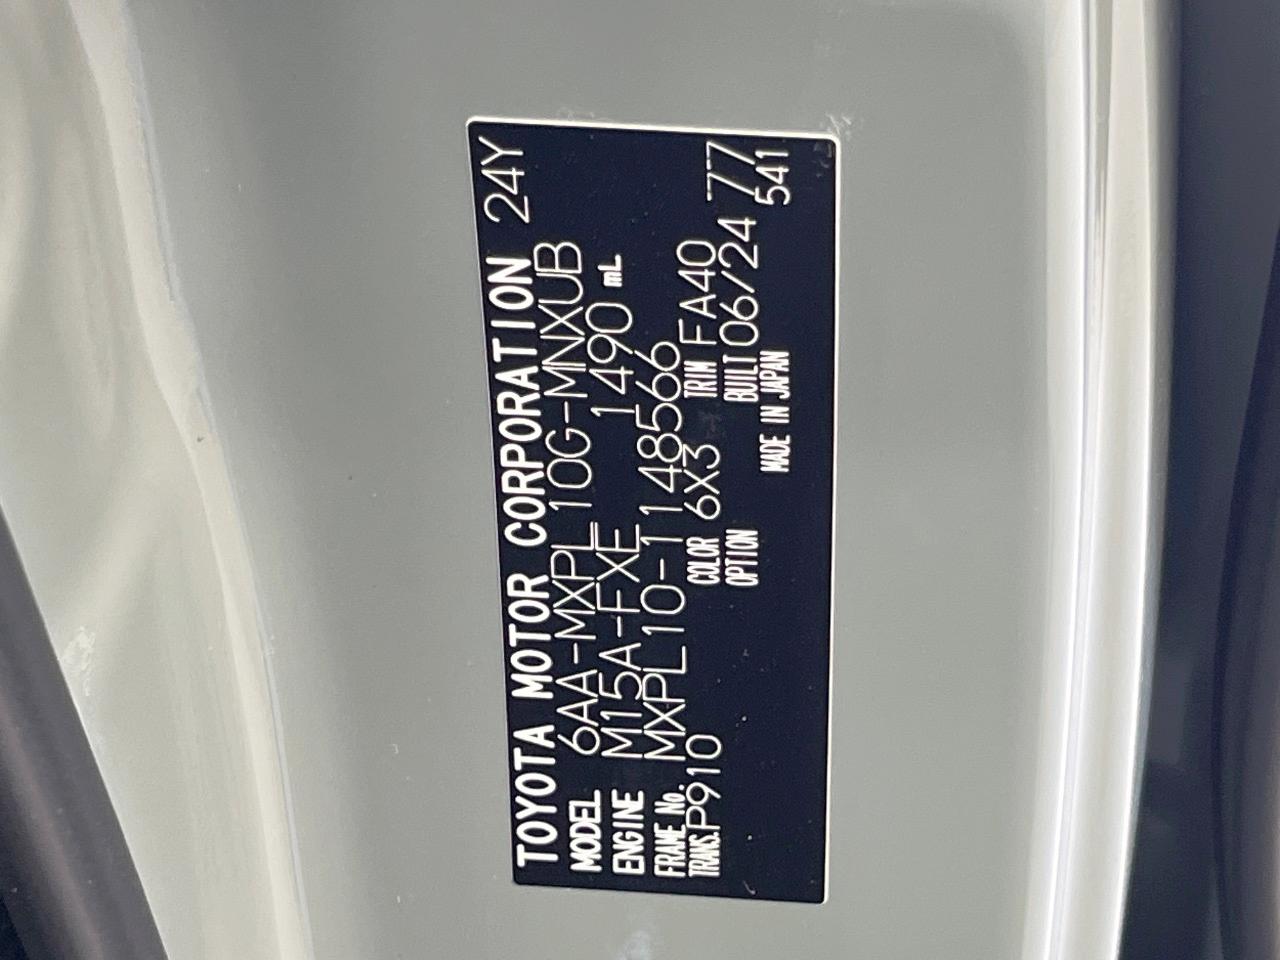 TOYOTA MOTOR CORPORATION 24Y
MODEL 6AA-MXPL10G-MNXUB
ENGINE M15A-FXE 1490 mL
FRAME No. MXPL10-1148566
TRANS. P910 COLOR 6X3 TRIM FA40
OPTION BUILT 06/24 77
MADE IN JAPAN 541